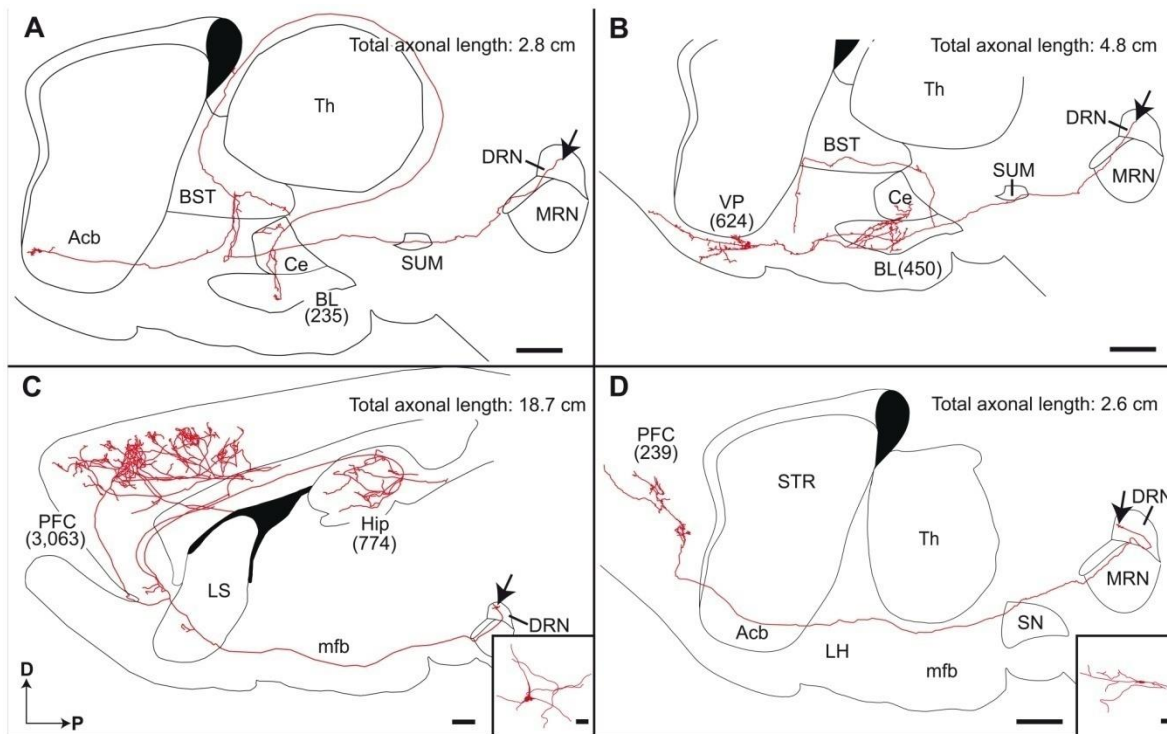 A
Total axonal length: 2.8 cm
Th
DRN
MRN
BST
Acb
Ce
SUM
BL
(235)
B
Total axonal length: 4.8 cm
Th
DRN
MRN
BST
SUM
VP
(624)
Ce
BL(450)
C
Total axonal length: 18.7 cm
PFC
(3,063)
Hip
(774)
LS
DRN
mfb
D
P
D
Total axonal length: 2.6 cm
PFC
(239)
STR
DRN
Th
MRN
SN
Acb
LH
mfb